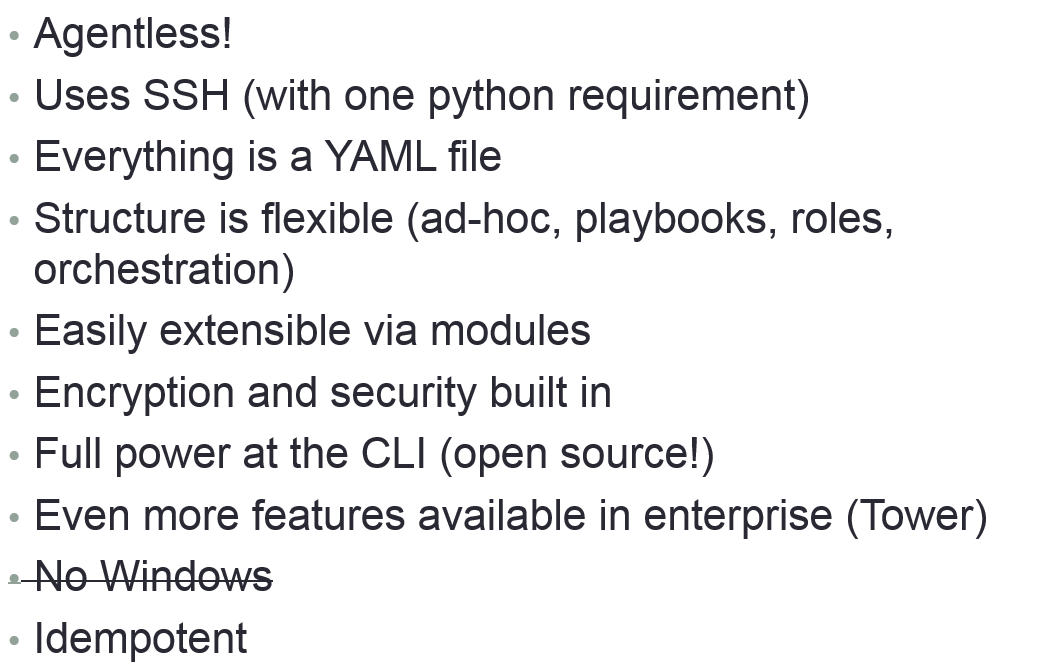 • Agentless!
• Uses SSH (with one python requirement)
• Everything is a YAML file
• Structure is flexible (ad-hoc, playbooks, roles,
orchestration)
• Easily extensible via modules
• Encryption and security built in
• Full power at the CLI (open source!)
• Even more features available in enterprise (Tower)
• No Windows
• Idempotent